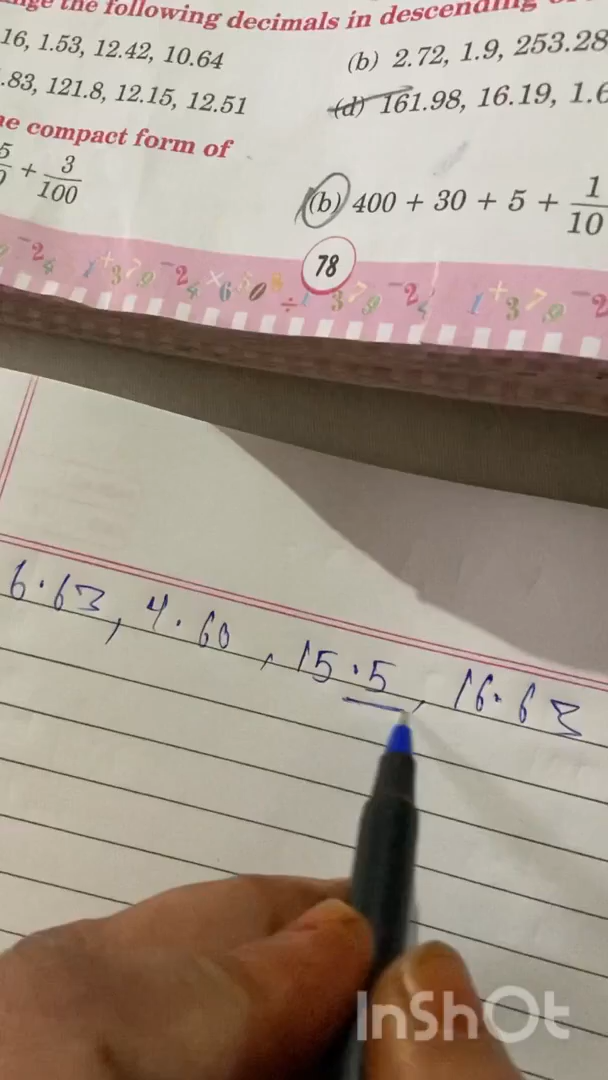 the following decimals in descending
16, 1.53, 12.42, 10.64
(b) 2.72, 1.9, 253.28
.83, 121.8, 12.15, 12.51
(d) 161.98, 16.19, 1.6
compact form of
5 + 3/100
(b) 400 + 30 + 5 + 1/10
78
6.63, 4.60, 15.5, 16.63
InShOt